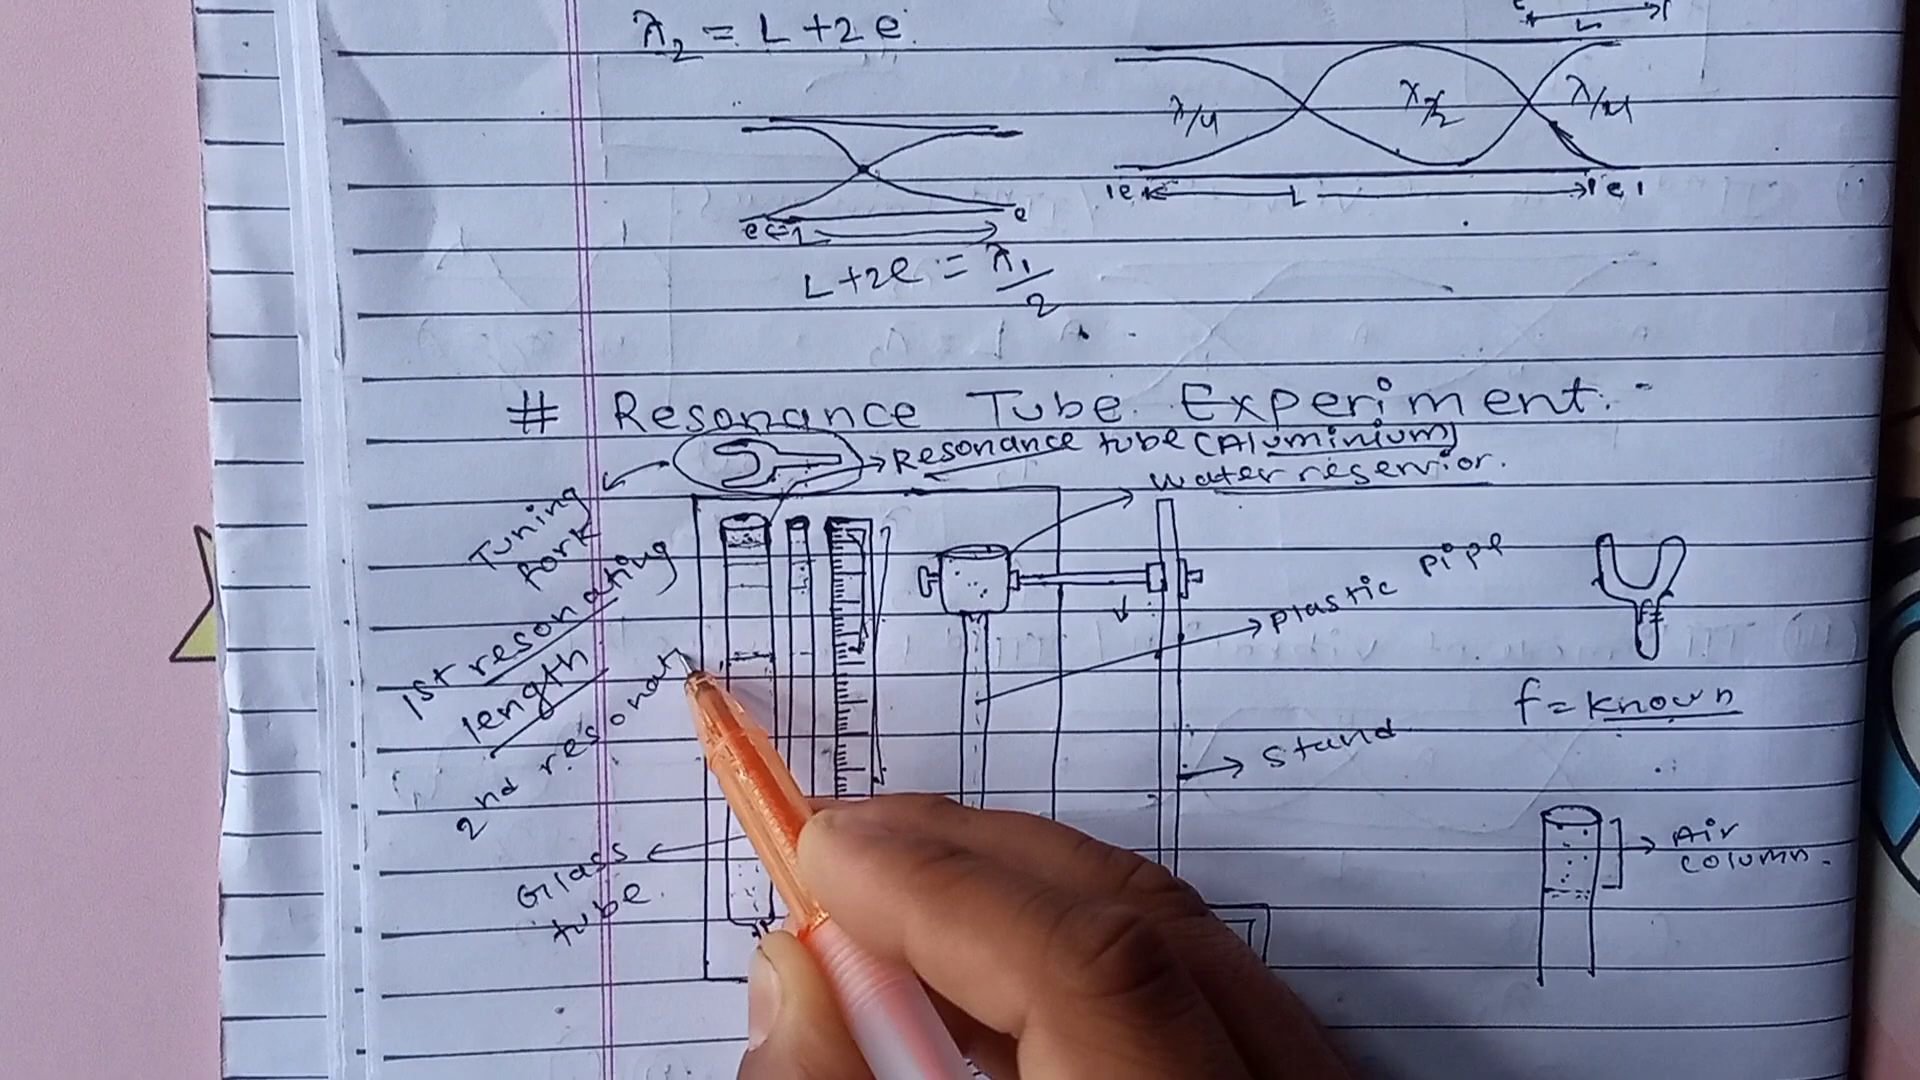 λ₂ = L + 2e
L
λ/4 λ/2 λ/4
e L e
e L e
L + 2e = λ₁/2
# Resonance Tube Experiment:-
Resonance tube (Aluminium)
water reservior.
Tuning fork
1st resonating length
2nd resonat
plastic pipe
f = known
stand
Glass tube.
Air column.